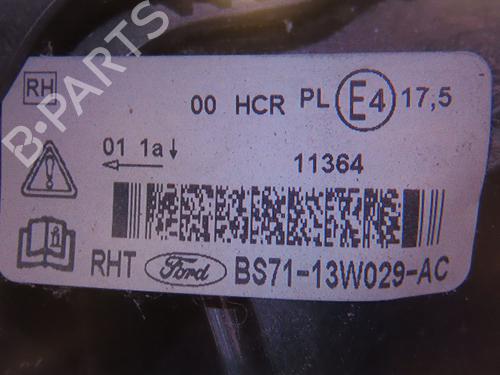 B-PARTS
RH
00 HCR PL E4 17,5
01 1a↓
11364
RHT Ford BS71-13W029-AC